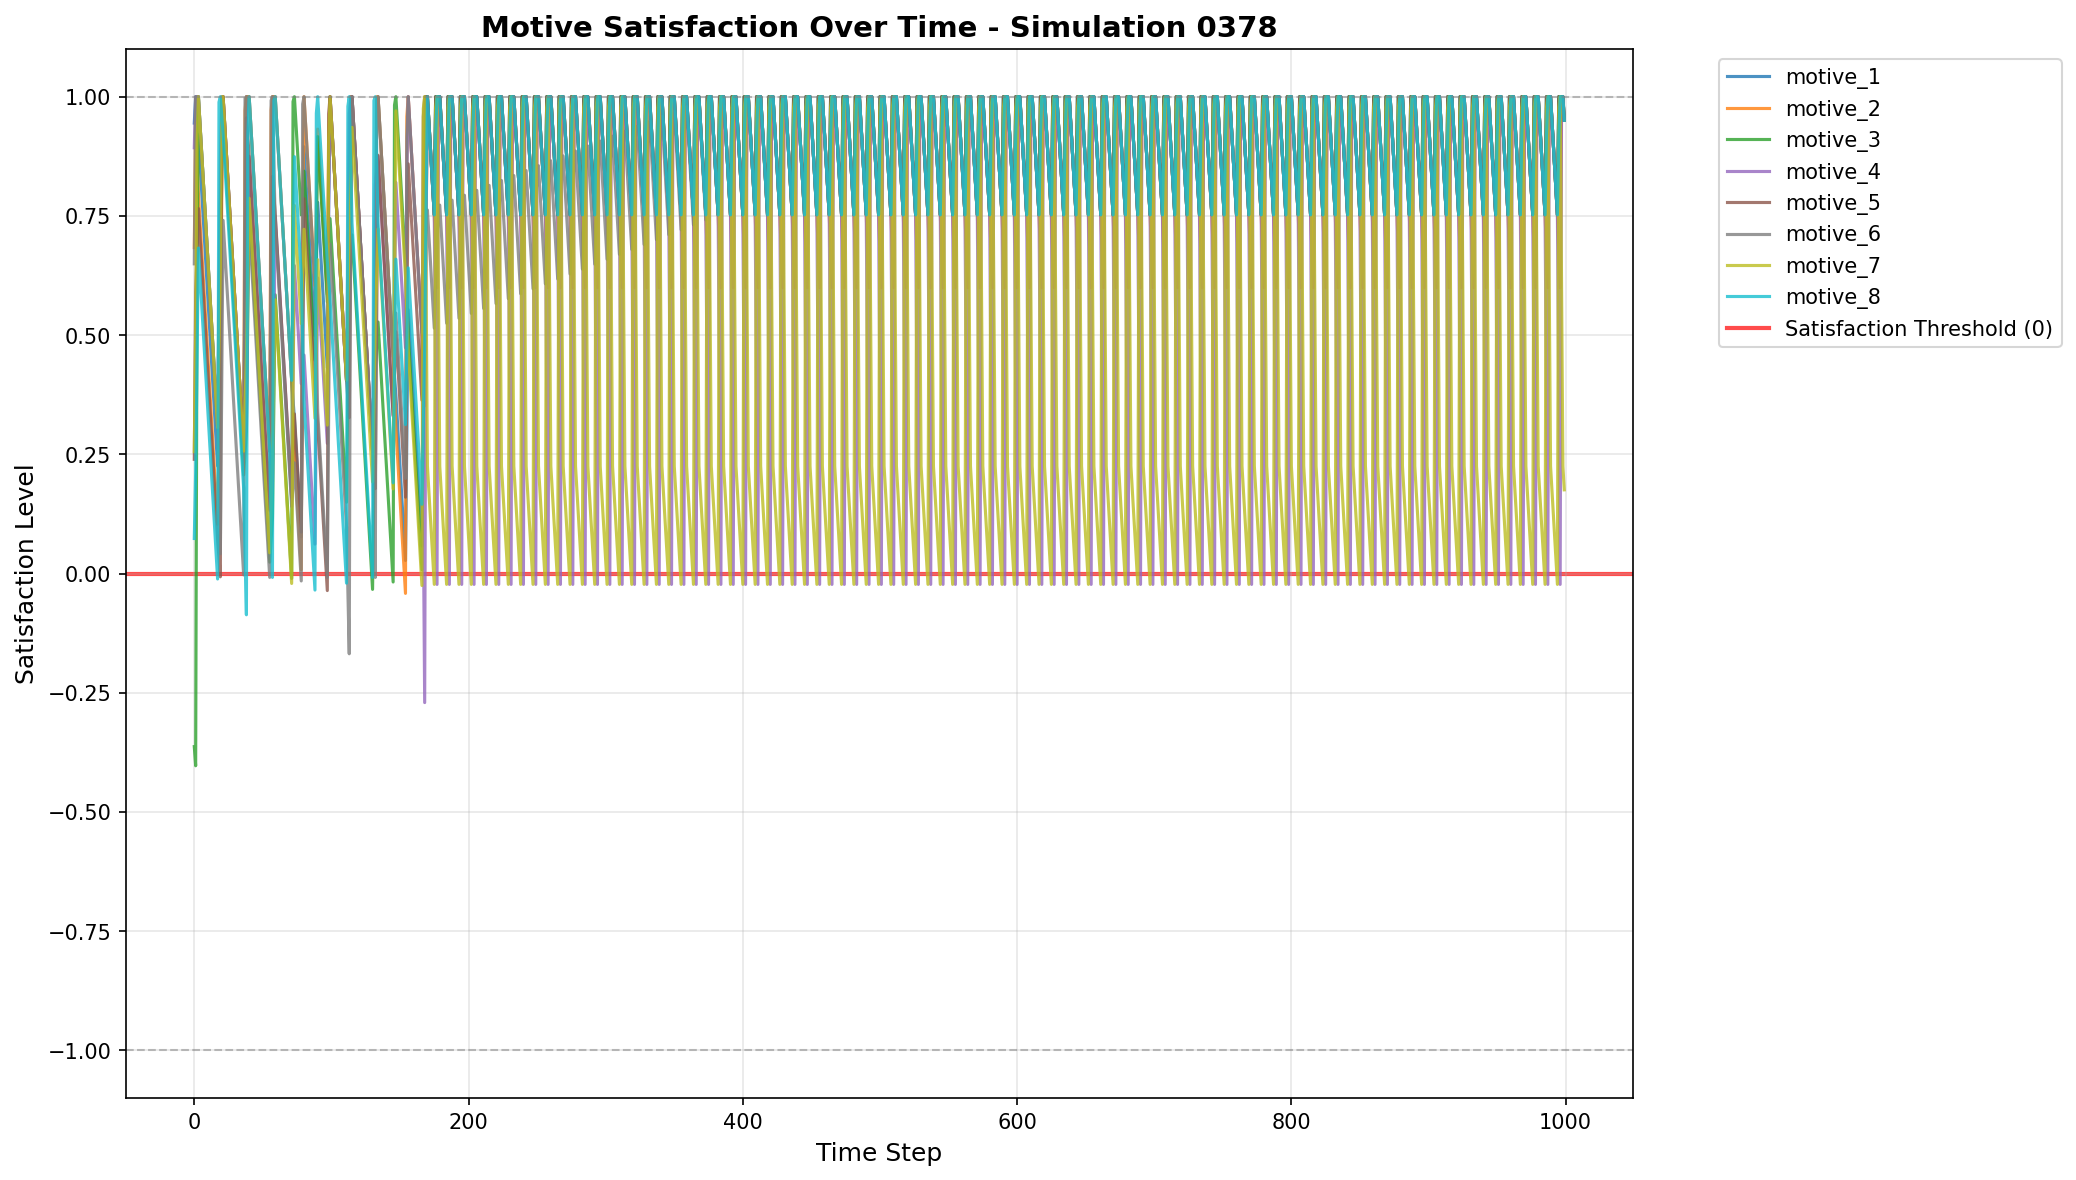 Motive Satisfaction Over Time - Simulation 0378
1.00
0.75
0.50
0.25
0.00
−0.25
−0.50
−0.75
−1.00
Satisfaction Level
0
200
400
600
800
1000
Time Step
motive_1
motive_2
motive_3
motive_4
motive_5
motive_6
motive_7
motive_8
Satisfaction Threshold (0)